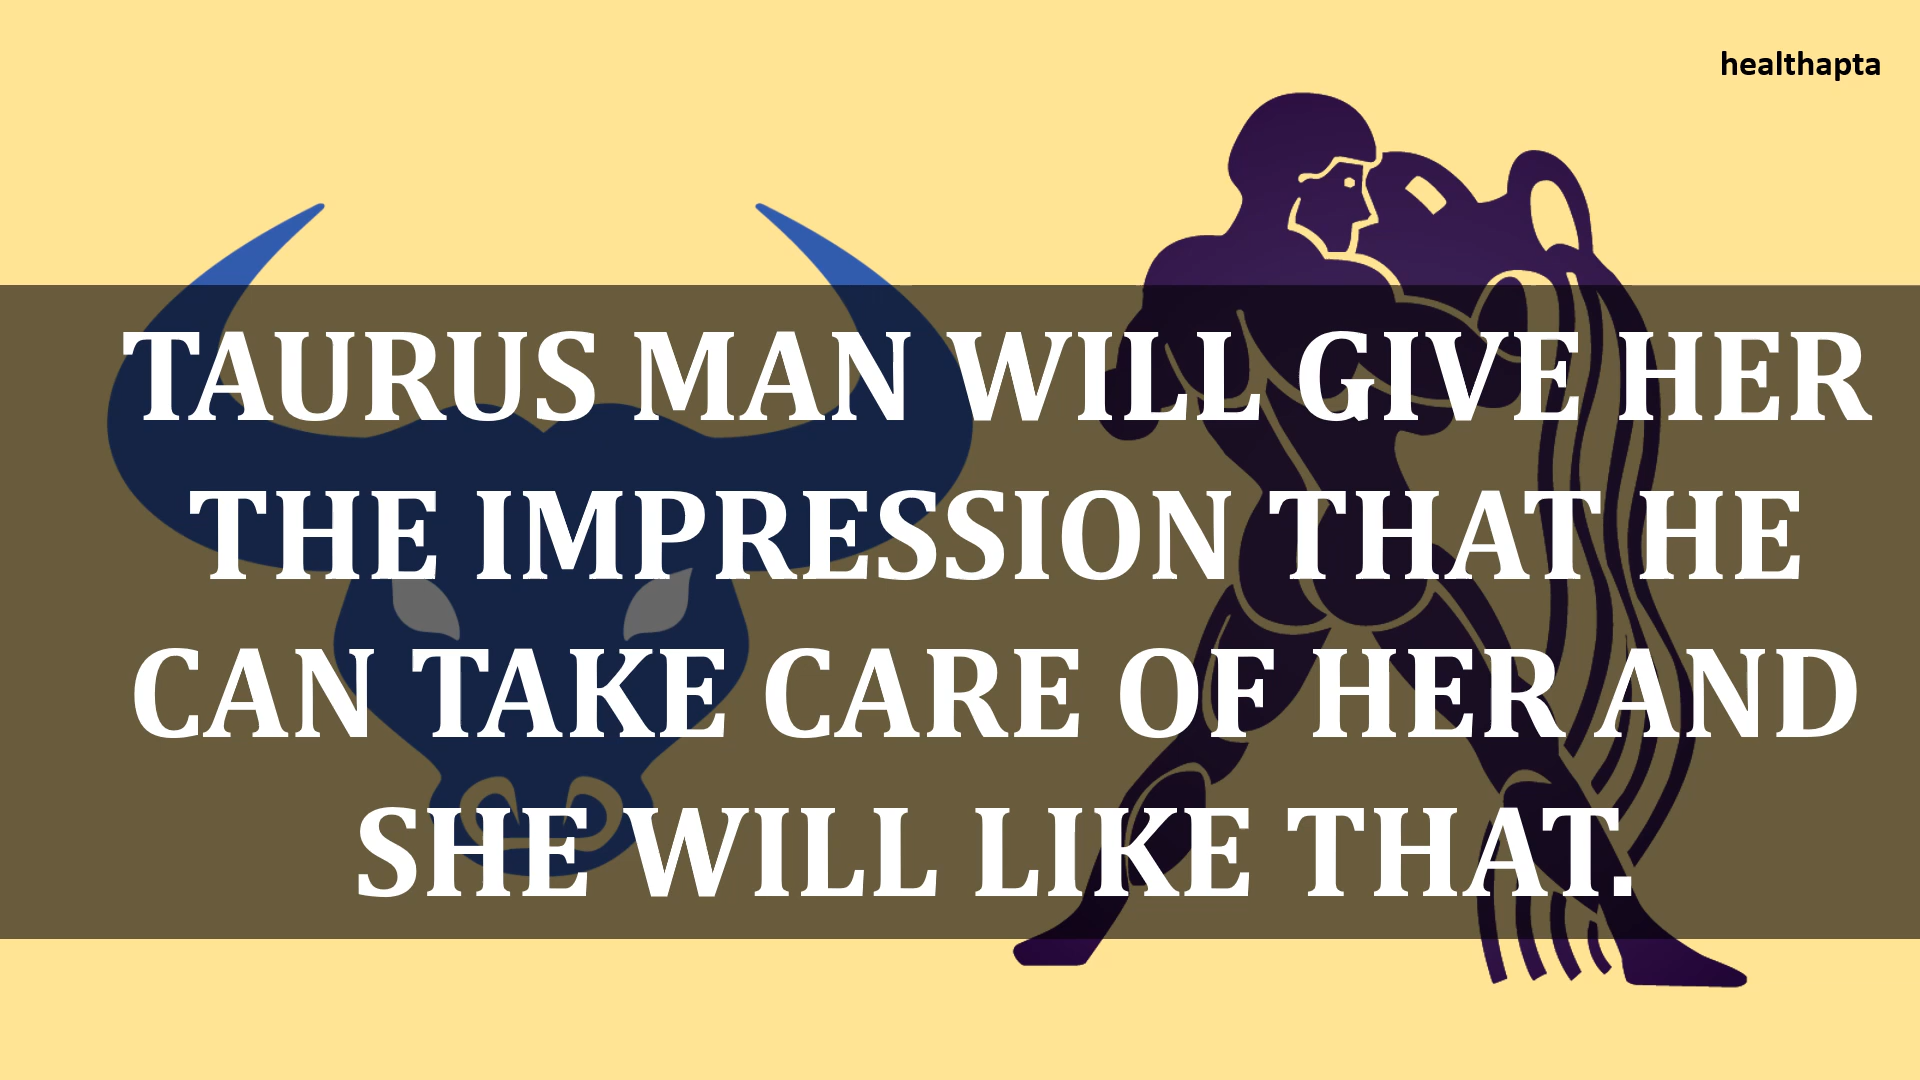 healthapta
TAURUS MAN WILL GIVE HER
THE IMPRESSION THAT HE
CAN TAKE CARE OF HER AND
SHE WILL LIKE THAT.